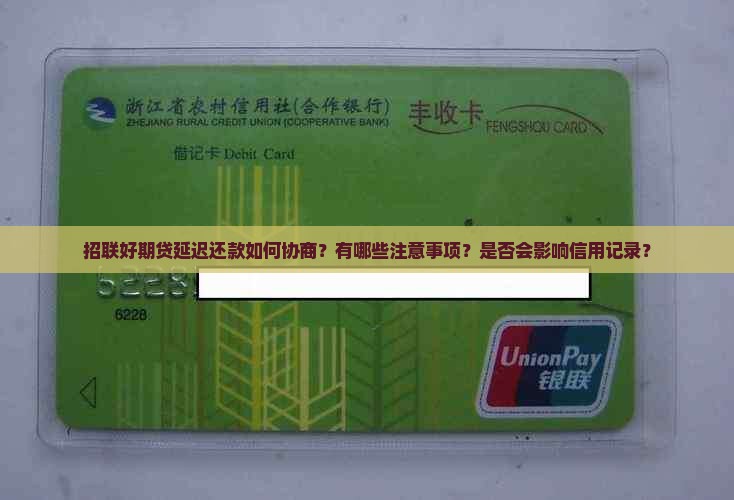 浙江省农村信用社(合作银行)
ZHEJIANG RURAL CREDIT UNION (COOPERATIVE BANK)
丰收卡
FENGSHOU CARD
借记卡 Debit Card
招联好期贷延迟还款如何协商？有哪些注意事项？是否会影响信用记录？
6228
6228
UnionPay
银联